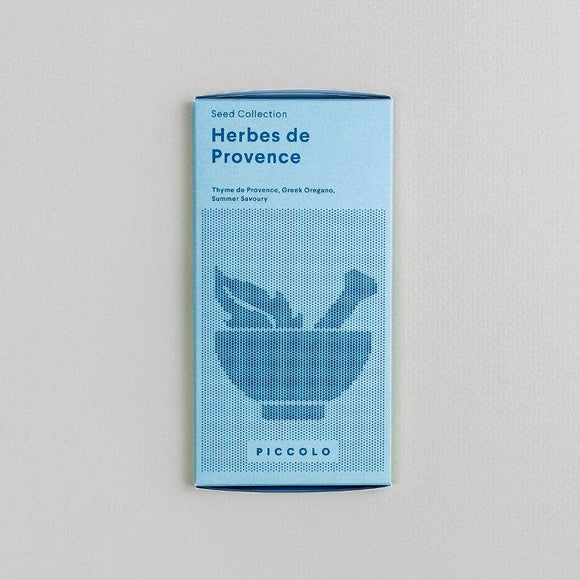 Seed Collection
Herbes de
Provence
Thyme de Provence, Greek Oregano,
Summer Savoury
PICCOLO